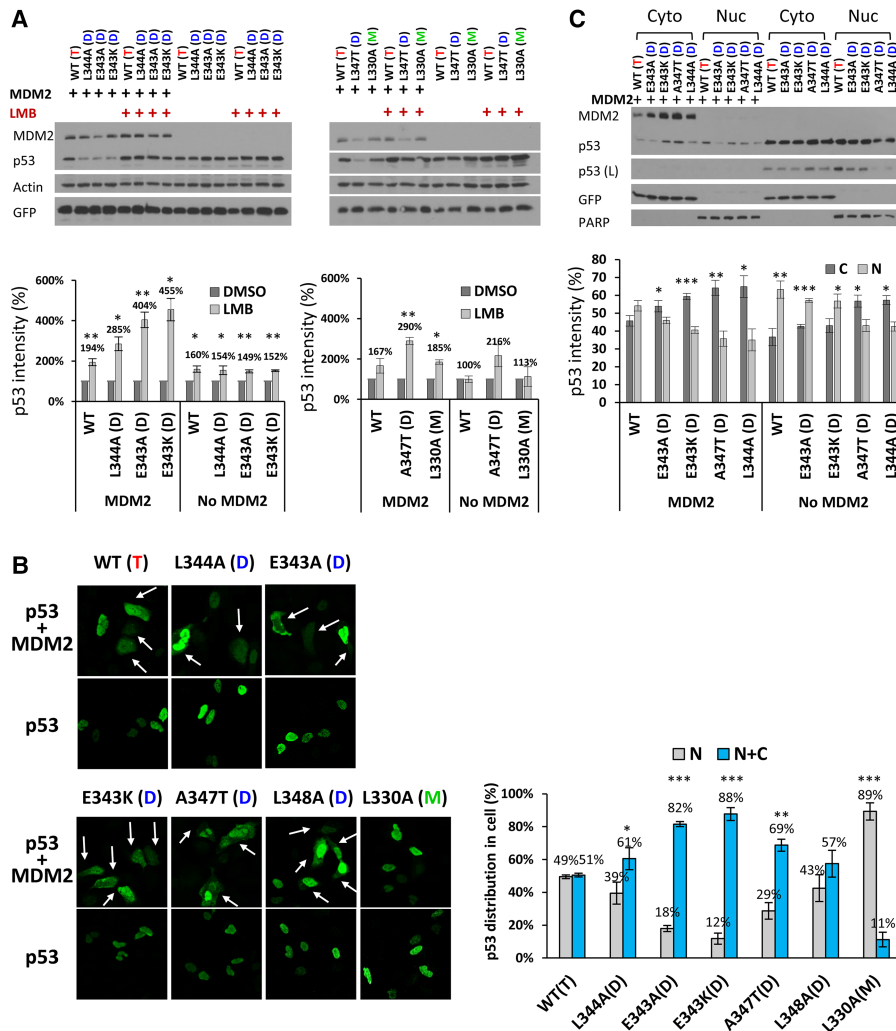 A
WT (T) L344A (D) E343A (D) E343K (D) WT (T) L344A (D) E343A (D) E343K (D) WT (T) L344A (D) E343A (D) E343K (D) WT (T) L344A (D) E343A (D) E343K (D)
MDM2 + + + + + + + +
LMB + + + + + + + +
MDM2
p53
Actin
GFP
WT (T) L347T (D) L330A (M) WT (T) L347T (D) L330A (M) WT (T) L347T (D) L330A (M) WT (T) L347T (D) L330A (M)
+ + + + + +
+ + + + + +
p53 intensity (%)
600%
400%
200%
0%
DMSO
LMB
** 194%
* 285%
** 404%
* 455%
* 160%
* 154%
** 149%
** 152%
WT L344A (D) E343A (D) E343K (D) WT L344A (D) E343A (D) E343K (D)
MDM2 No MDM2
p53 intensity (%)
600%
400%
200%
0%
DMSO
LMB
167%
** 290%
* 185%
100%
216%
113%
WT A347T (D) L330A (M) WT A347T (D) L330A (M)
MDM2 No MDM2
C
Cyto Nuc Cyto Nuc
WT (T) E343A (D) E343K (D) A347T (D) L344A (D) WT (T) E343A (D) E343K (D) A347T (D) L344A (D) WT (T) E343A (D) E343K (D) A347T (D) L344A (D) WT (T) E343A (D) E343K (D) A347T (D) L344A (D)
MDM2 + + + + + + + + + +
MDM2
p53
p53 (L)
GFP
PARP
p53 intensity (%)
80
70
60
50
40
30
20
10
0
C N
* *** ** * ** *** * * *
WT E343A (D) E343K (D) A347T (D) L344A (D) WT E343A (D) E343K (D) A347T (D) L344A (D)
MDM2 No MDM2
B
WT (T) L344A (D) E343A (D)
p53
+
MDM2
p53
E343K (D) A347T (D) L348A (D) L330A (M)
p53
+
MDM2
p53
p53 distribution in cell (%)
100%
80%
60%
40%
20%
0%
N N+C
49% 51%
39% 61% *
18% 82% ***
12% 88% ***
29% 69% **
43% 57%
89% 11% ***
WT(T) L344A(D) E343A(D) E343K(D) A347T(D) L348A(D) L330A(M)